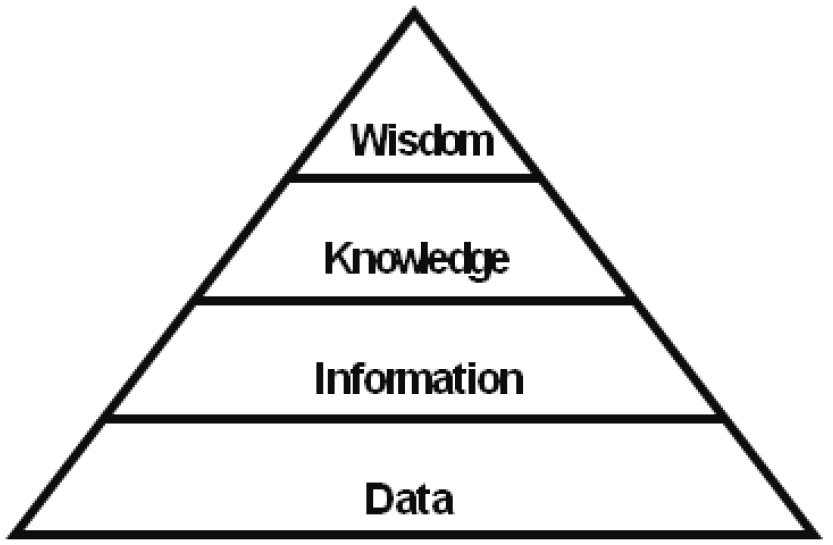 Wisdom
Knowledge
Information
Data